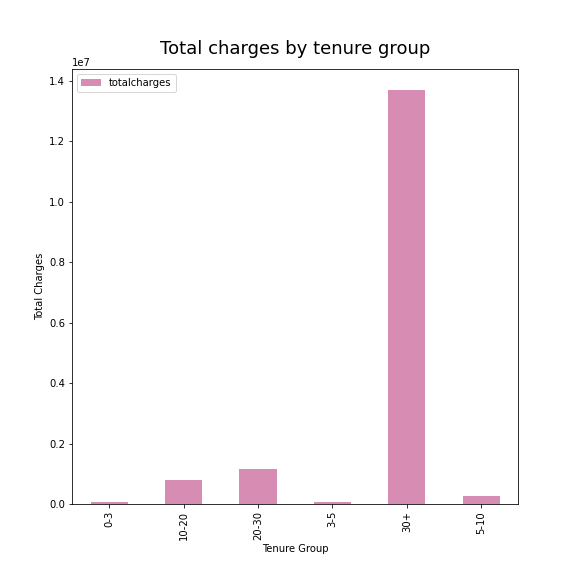 Total charges by tenure group
1e7
totalcharges
1.4
1.2
1.0
0.8
0.6
0.4
0.2
0.0
Total Charges
0-3
10-20
20-30
3-5
30+
5-10
Tenure Group